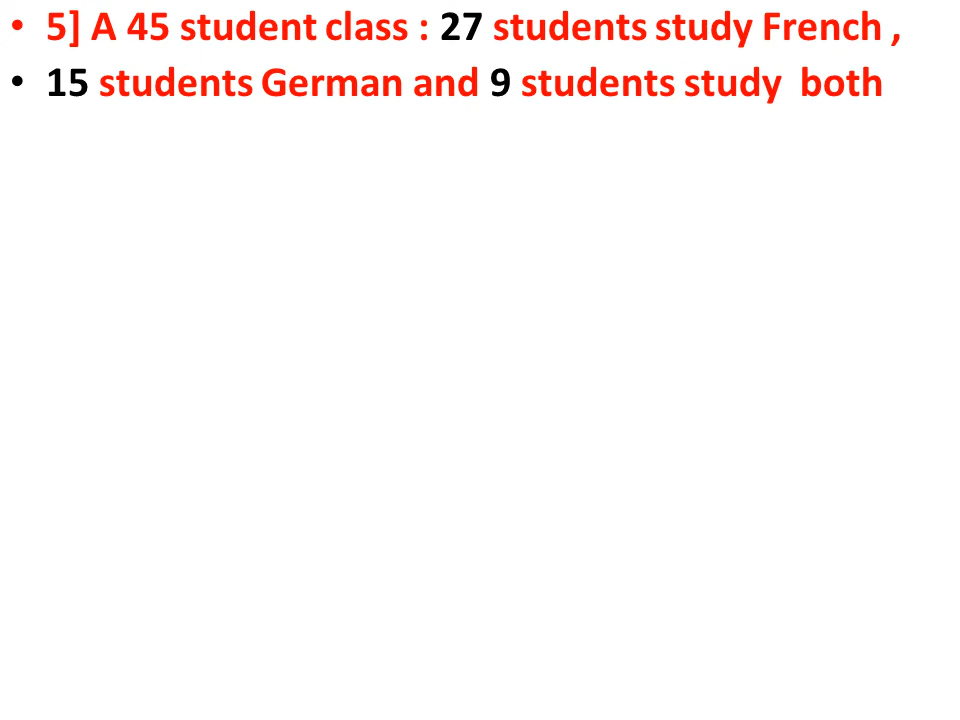 • 5] A 45 student class : 27 students study French ,
• 15 students German and 9 students study  both